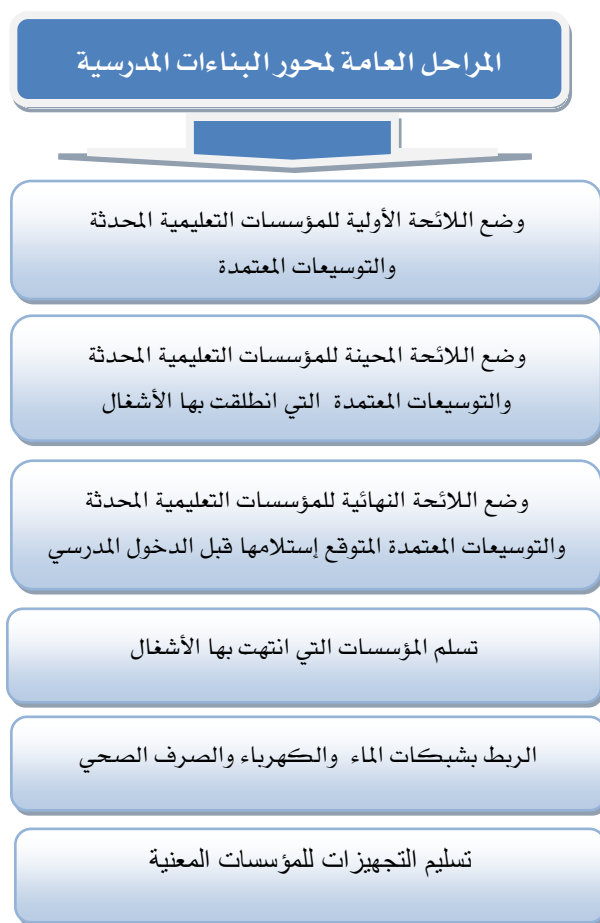 المراحل العامة لمحور البناءات المدرسية
وضع اللائحة الأولية للمؤسسات التعليمية المحدثة
والتوسيعات المعتمدة
وضع اللائحة المحينة للمؤسسات التعليمية المحدثة
والتوسيعات المعتمدة التي انطلقت بها الأشغال
وضع اللائحة النهائية للمؤسسات التعليمية المحدثة
والتوسيعات المعتمدة المتوقع إستلامها قبل الدخول المدرسي
تسلم المؤسسات التي انتهت بها الأشغال
الربط بشبكات الماء والكهرباء والصرف الصحي
تسليم التجهيزات للمؤسسات المعنية